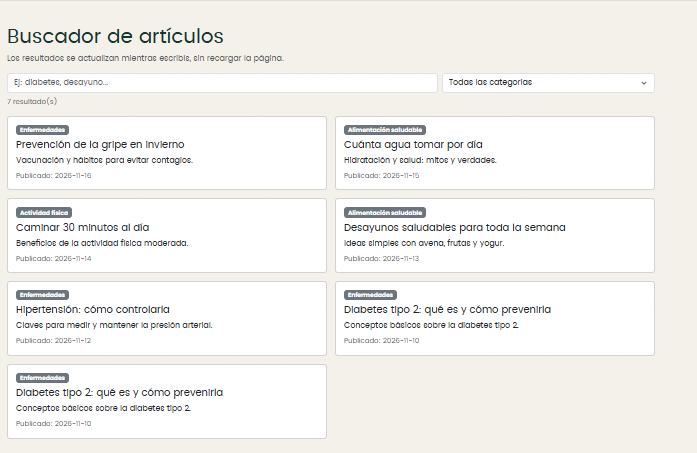 Buscador de artículos
Los resultados se actualizan mientras escribís, sin recargar la página.
Ej: diabetes, desayuno...
Todas las categorías
7 resultado(s)
Enfermedades
Prevención de la gripe en invierno
Vacunación y hábitos para evitar contagios.
Publicado: 2026-11-16
Alimentación saludable
Cuánta agua tomar por día
Hidratación y salud: mitos y verdades.
Publicado: 2026-11-15
Actividad física
Caminar 30 minutos al día
Beneficios de la actividad física moderada.
Publicado: 2026-11-14
Alimentación saludable
Desayunos saludables para toda la semana
Ideas simples con avena, frutas y yogur.
Publicado: 2026-11-13
Enfermedades
Hipertensión: cómo controlarla
Claves para medir y mantener la presión arterial.
Publicado: 2026-11-12
Enfermedades
Diabetes tipo 2: qué es y cómo prevenirla
Conceptos básicos sobre la diabetes tipo 2.
Publicado: 2026-11-10
Enfermedades
Diabetes tipo 2: qué es y cómo prevenirla
Conceptos básicos sobre la diabetes tipo 2.
Publicado: 2026-11-10